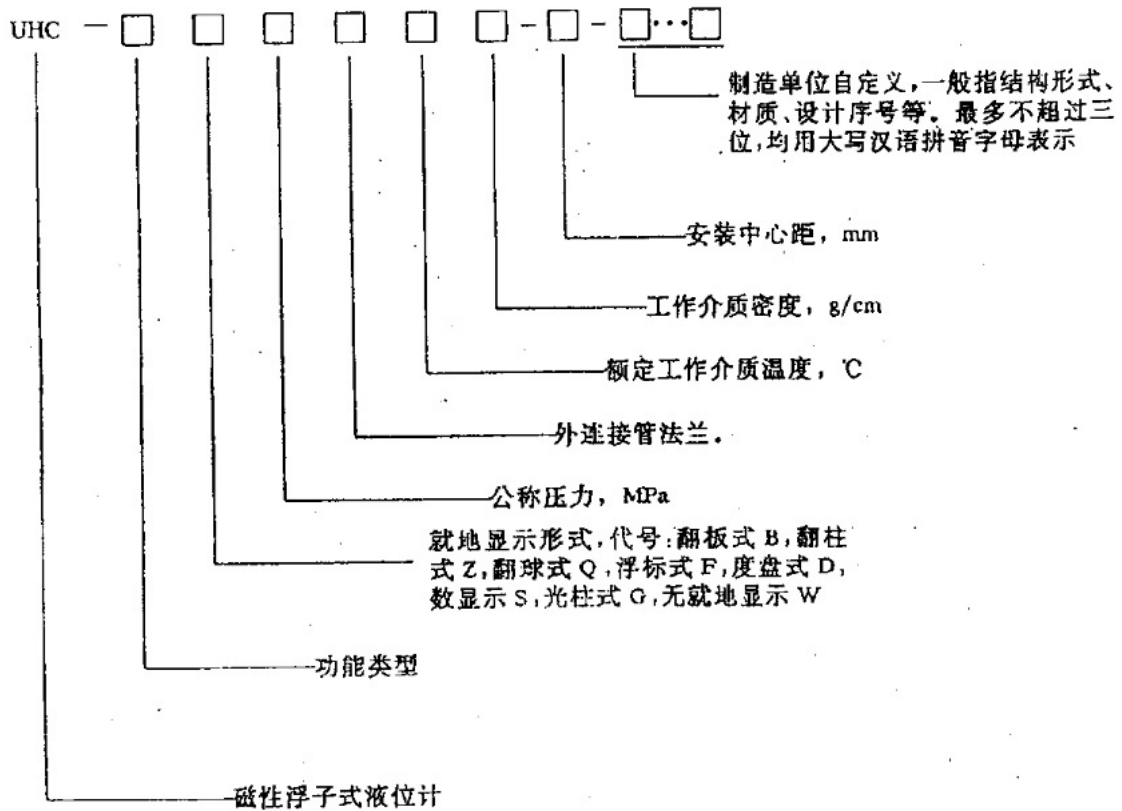 UHC - □ □ □ □ □ □ - □ - □…□
制造单位自定义,一般指结构形式、
材质、设计序号等。最多不超过三
位,均用大写汉语拼音字母表示
安装中心距，mm
工作介质密度，g/cm
额定工作介质温度，℃
外连接管法兰.
公称压力，MPa
就地显示形式,代号:翻板式 B,翻柱
式 Z,翻球式 Q,浮标式 F,度盘式 D,
数显示 S,光柱式 G,无就地显示 W
功能类型
磁性浮子式液位计